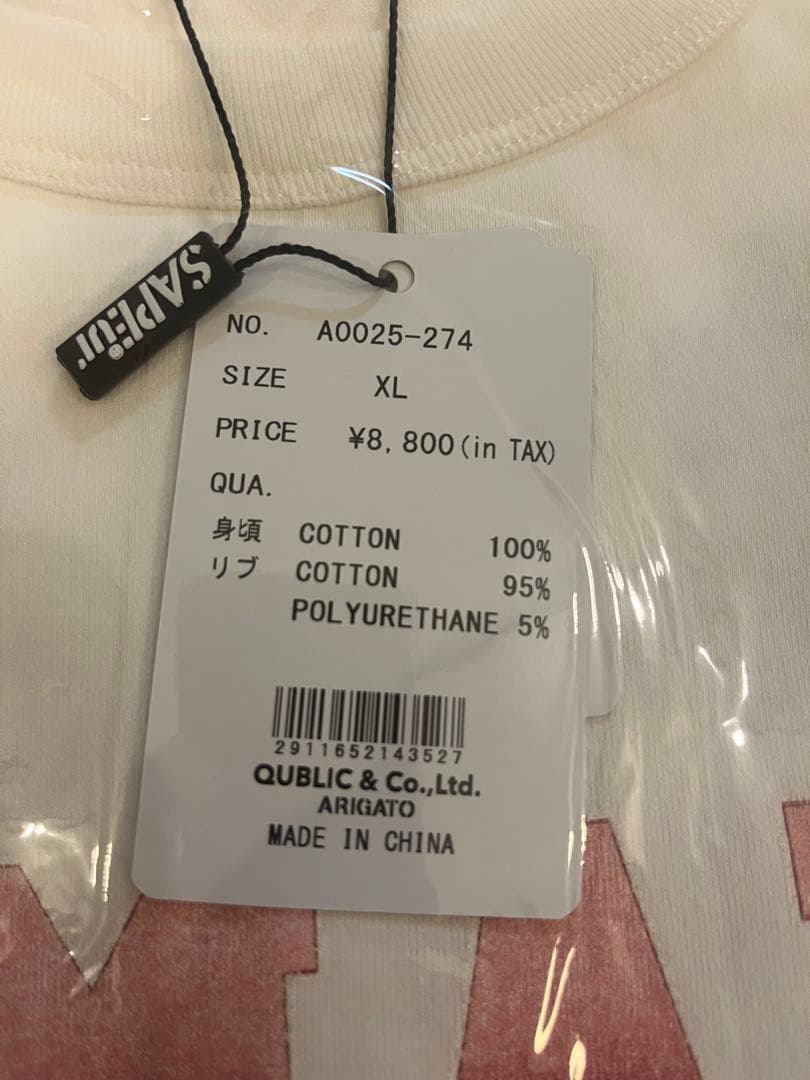 SAPEur®
NO. A0025-274
SIZE XL
PRICE ¥8,800(in TAX)
QUA.
身頃 COTTON 100%
リブ COTTON 95%
POLYURETHANE 5%
2911652143527
QUBLIC & Co.,Ltd.
ARIGATO
MADE IN CHINA